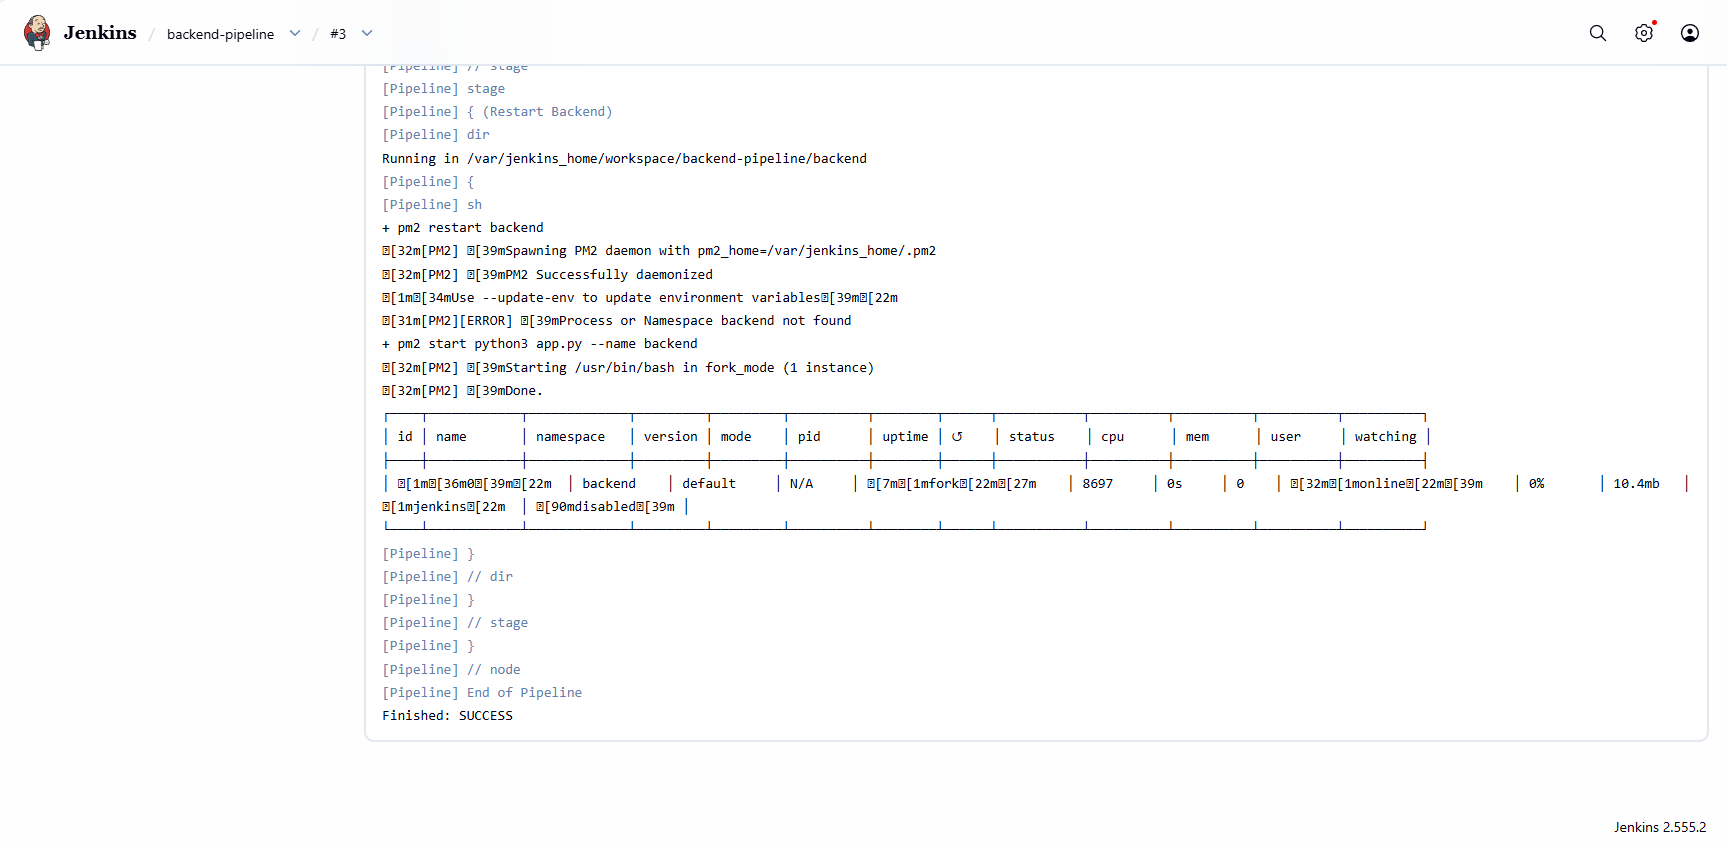 Jenkins / backend-pipeline / #3
[Pipeline] // stage
[Pipeline] stage
[Pipeline] { (Restart Backend)
[Pipeline] dir
Running in /var/jenkins_home/workspace/backend-pipeline/backend
[Pipeline] {
[Pipeline] sh
+ pm2 restart backend
[32m[PM2] [39mSpawning PM2 daemon with pm2_home=/var/jenkins_home/.pm2
[32m[PM2] [39mPM2 Successfully daemonized
[1m[34mUse --update-env to update environment variables[39m[22m
[31m[PM2][ERROR] [39mProcess or Namespace backend not found
+ pm2 start python3 app.py --name backend
[32m[PM2] [39mStarting /usr/bin/bash in fork_mode (1 instance)
[32m[PM2] [39mDone.
│ id │ name │ namespace │ version │ mode │ pid │ uptime │ ↺ │ status │ cpu │ mem │ user │ watching │
│ [1m[36m0[39m[22m │ backend │ default │ N/A │ [7m[1mfork[22m[27m │ 8697 │ 0s │ 0 │ [32m[1monline[22m[39m │ 0% │ 10.4mb │
[1mjenkins[22m │ [90mdisabled[39m │
[Pipeline] }
[Pipeline] // dir
[Pipeline] }
[Pipeline] // stage
[Pipeline] }
[Pipeline] // node
[Pipeline] End of Pipeline
Finished: SUCCESS
Jenkins 2.555.2